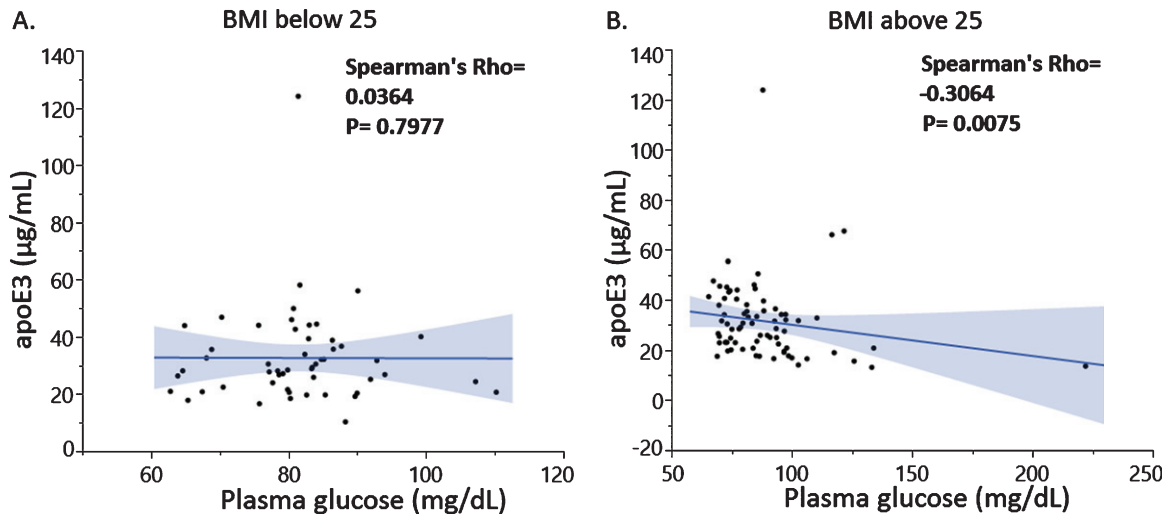 A.
BMI below 25
Spearman's Rho=
0.0364
P= 0.7977
140
120
100
80
60
40
20
0
apoE3 (µg/mL)
60
80
100
120
Plasma glucose (mg/dL)
B.
BMI above 25
Spearman's Rho=
-0.3064
P= 0.0075
140
120
100
80
60
40
20
0
-20
apoE3 (µg/mL)
50
100
150
200
250
Plasma glucose (mg/dL)